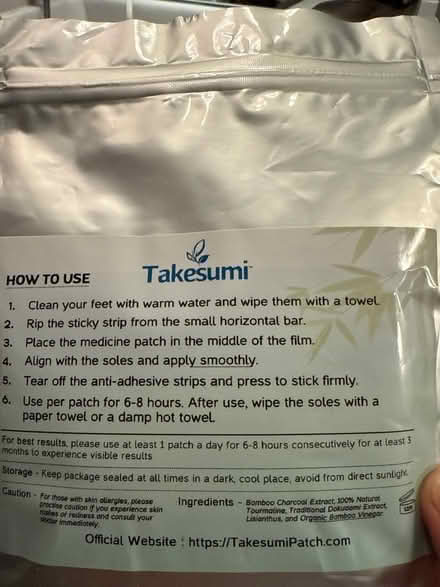 Takesumi™
HOW TO USE
1. Clean your feet with warm water and wipe them with a towel.
2. Rip the sticky strip from the small horizontal bar.
3. Place the medicine patch in the middle of the film.
4. Align with the soles and apply smoothly.
5. Tear off the anti-adhesive strips and press to stick firmly.
6. Use per patch for 6-8 hours. After use, wipe the soles with a
paper towel or a damp hot towel.
For best results, please use at least 1 patch a day for 6-8 hours consecutively for at least 3
months to experience visible results
Storage - Keep package sealed at all times in a dark, cool place, avoid from direct sunlight.
Caution - For those with skin allergies, please
practise caution if you experience skin
rashes or redness and consult your
doctor immediately.
Ingredients - Bamboo Charcoal Extract, 100% Natural
Tourmaline, Traditional Dokudami Extract,
Lisianthus, and Organic Bamboo Vinegar
Official Website : https://TakesumiPatch.com